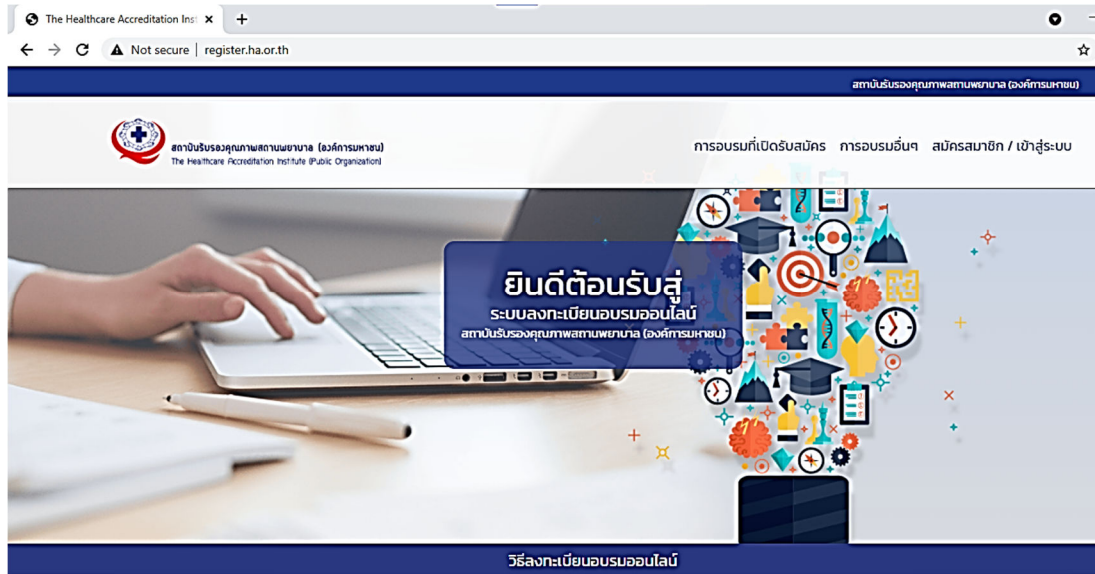 The Healthcare Accreditation Inst
Not secure | register.ha.or.th
สถาบันรับรองคุณภาพสถานพยาบาล (องค์การมหาชน)
สถาบันรับรองคุณภาพสถานพยาบาล (องค์การมหาชน)
The Healthcare Accreditation Institute (Public Organization)
การอบรมที่เปิดรับสมัคร การอบรมอื่นๆ สมัครสมาชิก / เข้าสู่ระบบ
ยินดีต้อนรับสู่
ระบบลงทะเบียนอบรมออนไลน์
สถาบันรับรองคุณภาพสถานพยาบาล (องค์การมหาชน)
วิธีลงทะเบียนอบรมออนไลน์